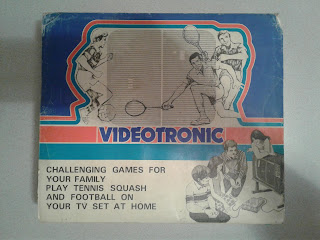 VIDEOTRONIC
CHALLENGING GAMES FOR
YOUR FAMILY
PLAY TENNIS SQUASH
AND FOOTBALL ON
YOUR TV SET AT HOME